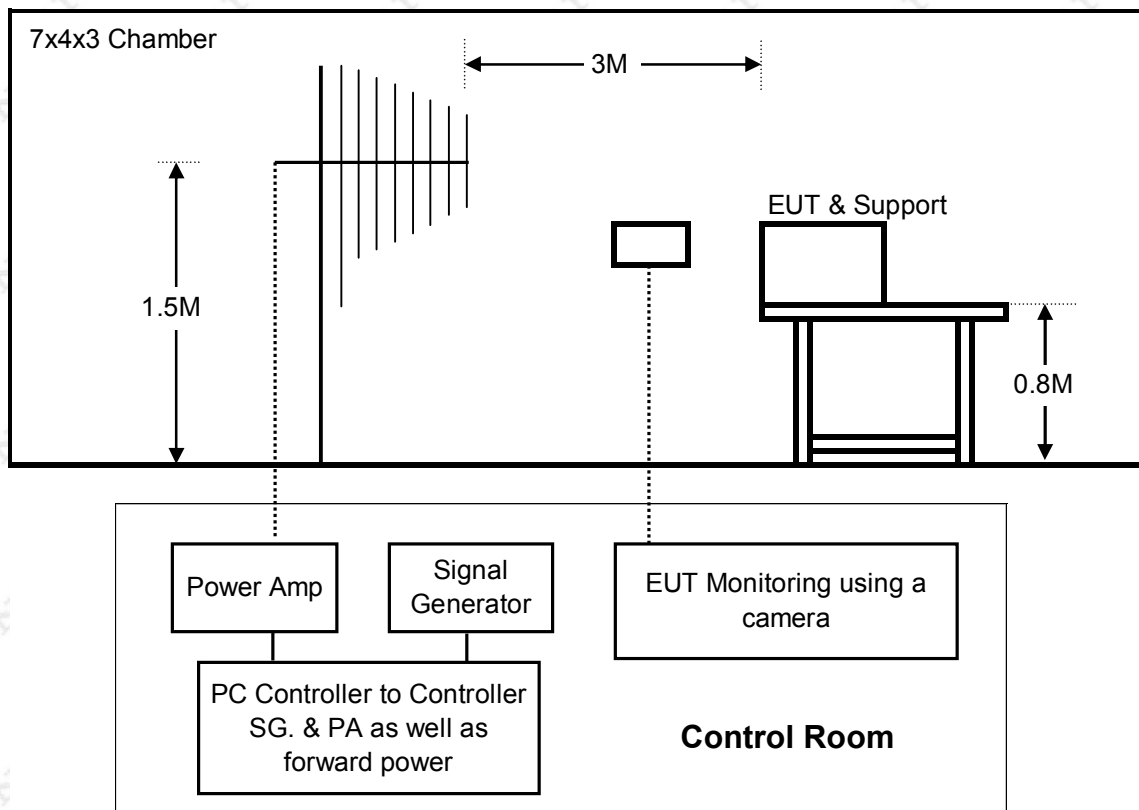 7x4x3 Chamber
3M
EUT & Support
1.5M
0.8M
Power Amp
Signal
Generator
EUT Monitoring using a
camera
PC Controller to Controller
SG. & PA as well as
forward power
Control Room